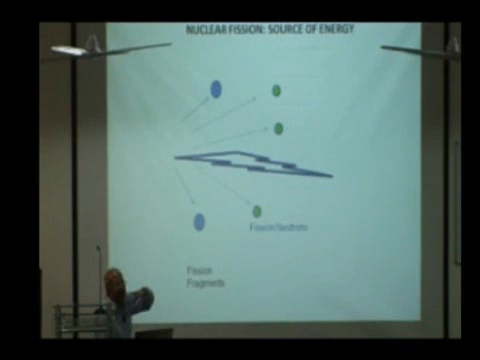 NUCLEAR FISSION: SOURCE OF ENERGY
Fission Neutrons
Fission
Fragments